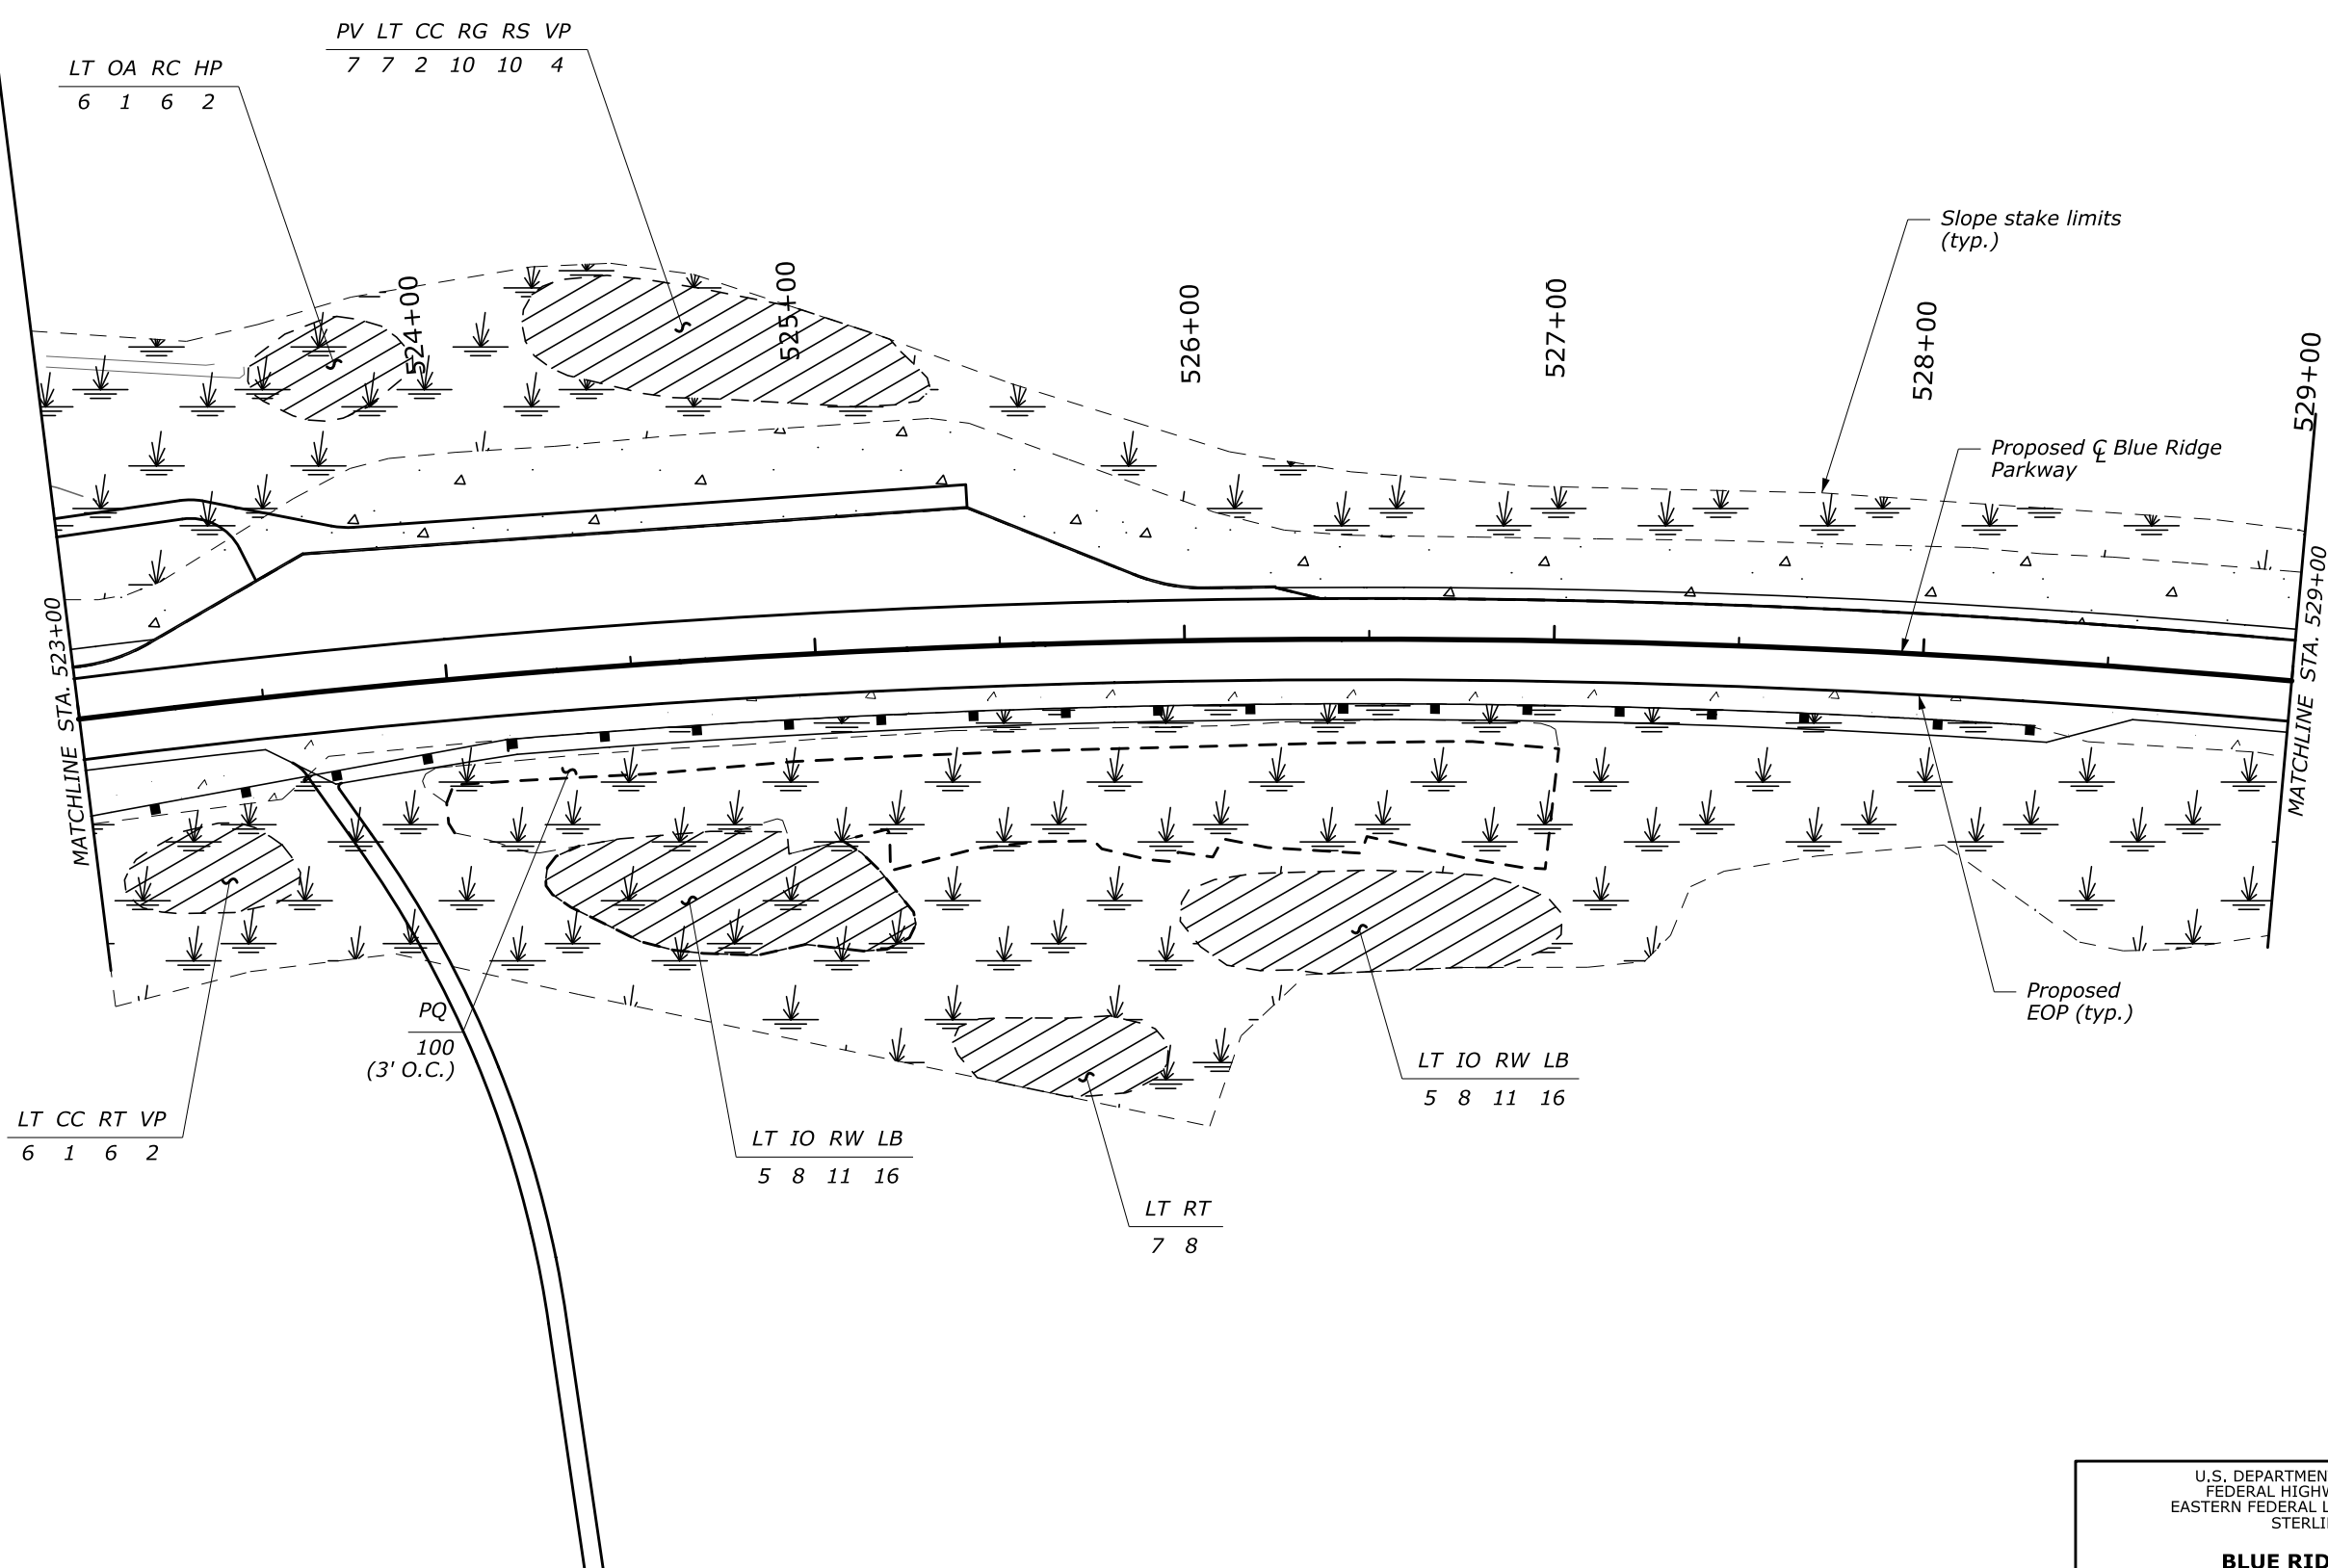 PV LT CC RG RS VP
7 7 2 10 10 4
LT OA RC HP
6 1 6 2
Slope stake limits
(typ.)
524+00
525+00
526+00
527+00
528+00
529+00
Proposed ℄ Blue Ridge
Parkway
MATCHLINE STA. 523+00
MATCHLINE STA. 529+00
Proposed
EOP (typ.)
PQ
100
(3' O.C.)
LT IO RW LB
5 8 11 16
LT CC RT VP
6 1 6 2
LT IO RW LB
5 8 11 16
LT RT
7 8
U.S. DEPARTMEN
FEDERAL HIGHW
EASTERN FEDERAL L
STERLI
BLUE RID